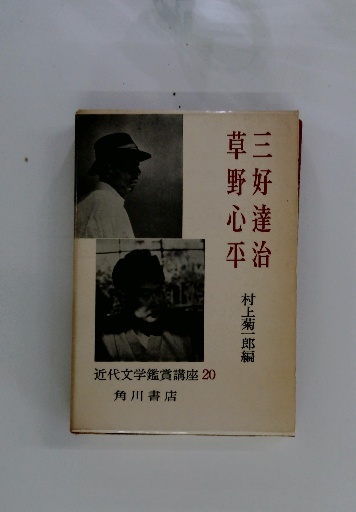 三好達治
草野心平
村上菊一郎編
近代文学鑑賞講座 20
角川書店